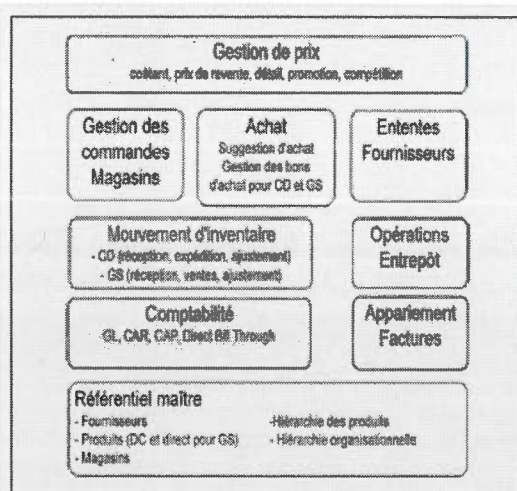 Gestion de prix
coûtant, prix de revente, détail, promotion, compétition
Gestion des
commandes
Magasins
Achat
Suggestion d'achat
Gestion des bons
d'achat pour CD et GS
Ententes
Fournisseurs
Mouvement d'inventaire
- CD (réception, expédition, ajustement)
- GS (réception, ventes, ajustement)
Opérations
Entrepôt
Comptabilité
GL, CAR, CAP, Direct Bill Through
Appariement
Factures
Référentiel maître
- Fournisseurs
- Produits (DC et direct pour GS)
- Magasins
-Hiérarchie des produits
- Hiérarchie organisationnelle